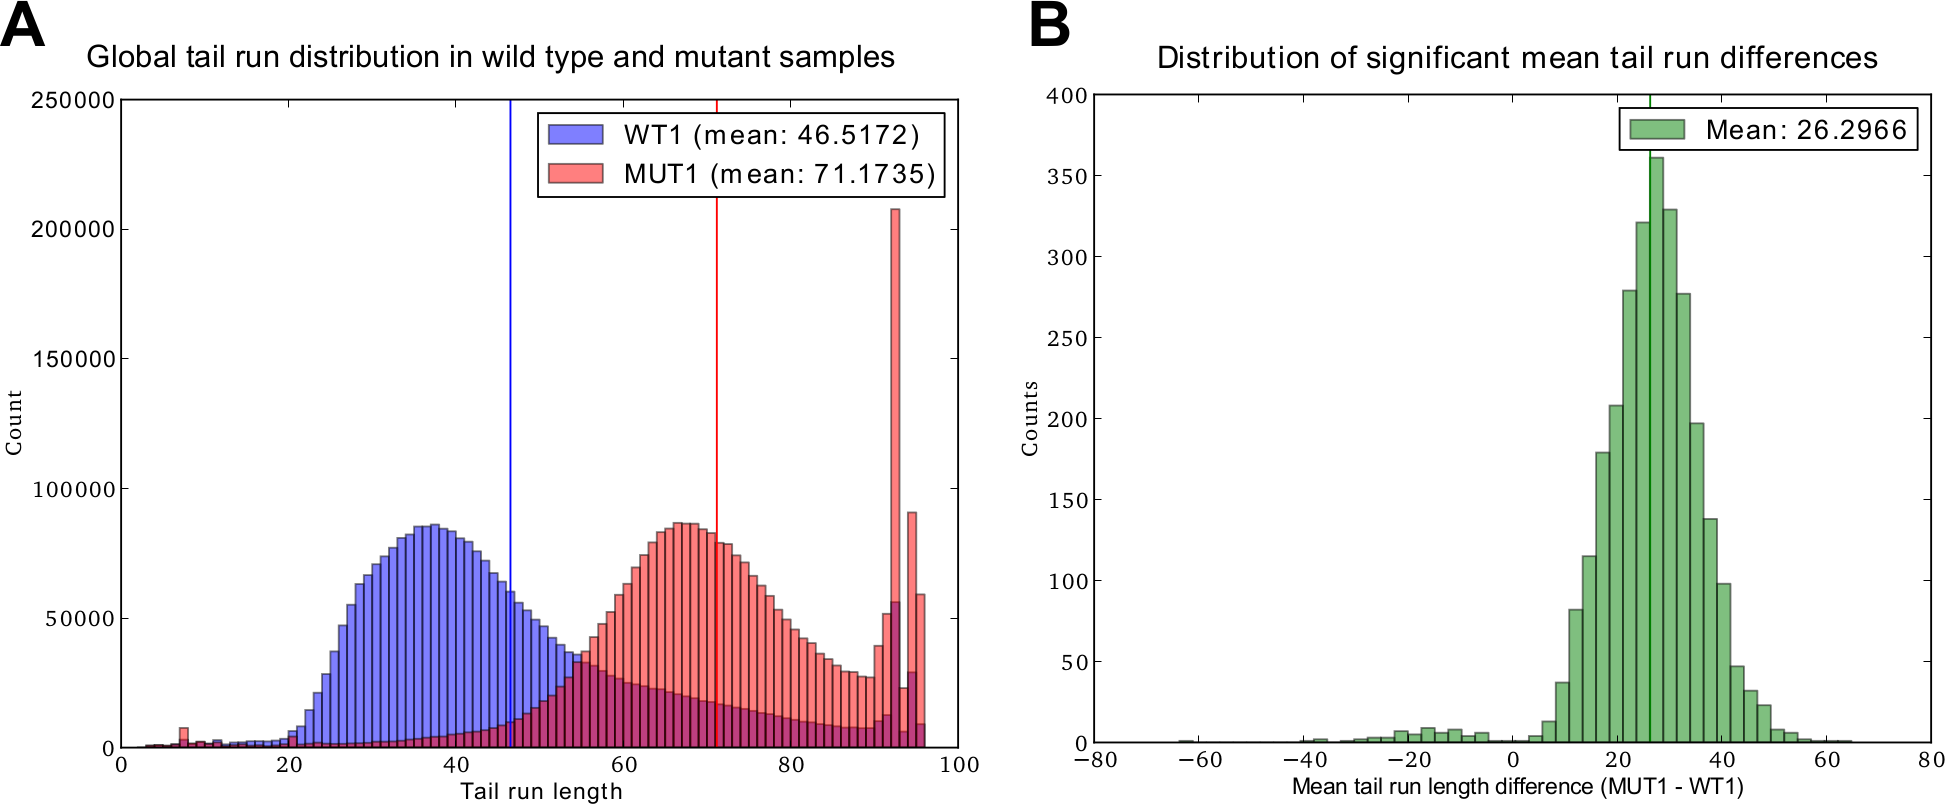 A
Global tail run distribution in wild type and mutant samples
250000
200000
150000
100000
50000
0
Count
WT1 (mean: 46.5172)
MUT1 (mean: 71.1735)
0 20 40 60 80 100
Tail run length
B
Distribution of significant mean tail run differences
400
350
300
250
200
150
100
50
0
Counts
Mean: 26.2966
−80 −60 −40 −20 0 20 40 60 80
Mean tail run length difference (MUT1 - WT1)